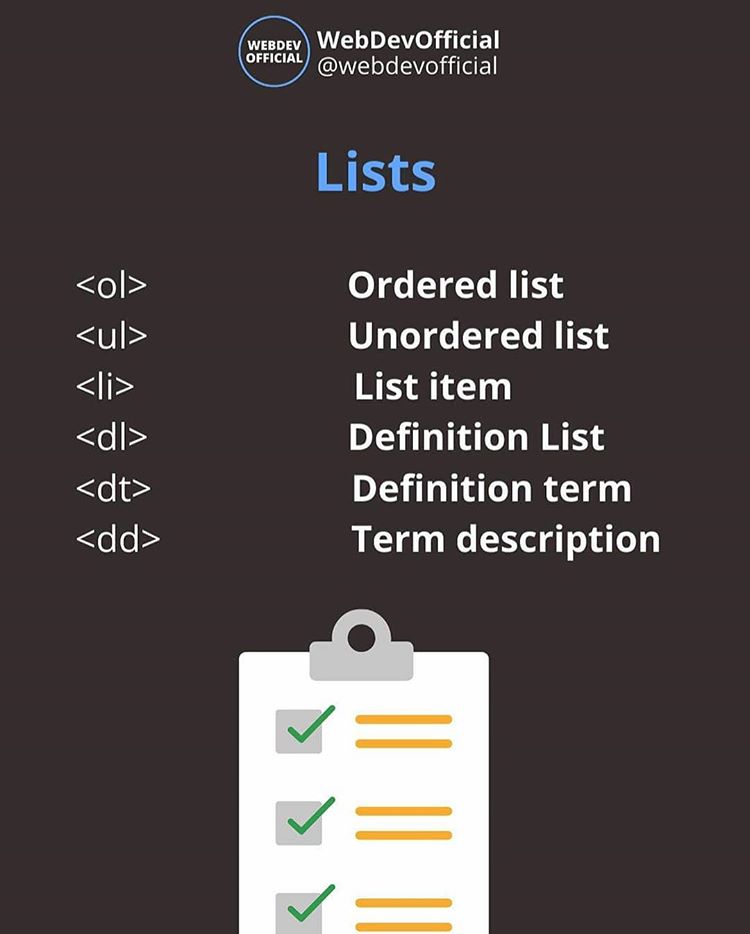 WEBDEV
OFFICIAL
WebDevOfficial
@webdevofficial
Lists
<ol> Ordered list
<ul> Unordered list
<li> List item
<dl> Definition List
<dt> Definition term
<dd> Term description